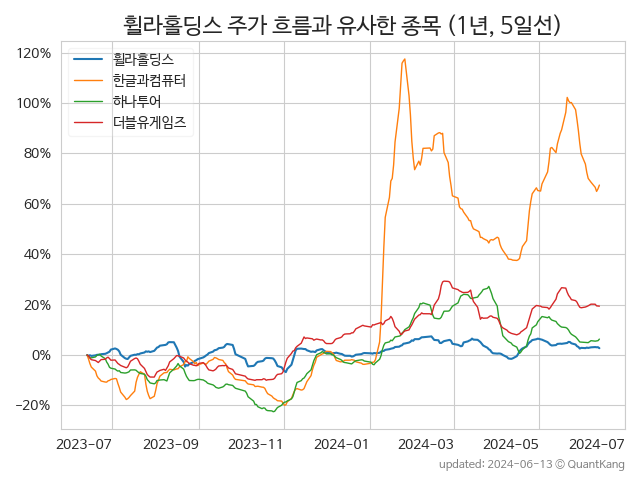 휠라홀딩스 주가 흐름과 유사한 종목 (1년, 5일선)
휠라홀딩스
한글과컴퓨터
하나투어
더블유게임즈
120%
100%
80%
60%
40%
20%
0%
−20%
2023-07 2023-09 2023-11 2024-01 2024-03 2024-05 2024-07
updated: 2024-06-13 © QuantKang